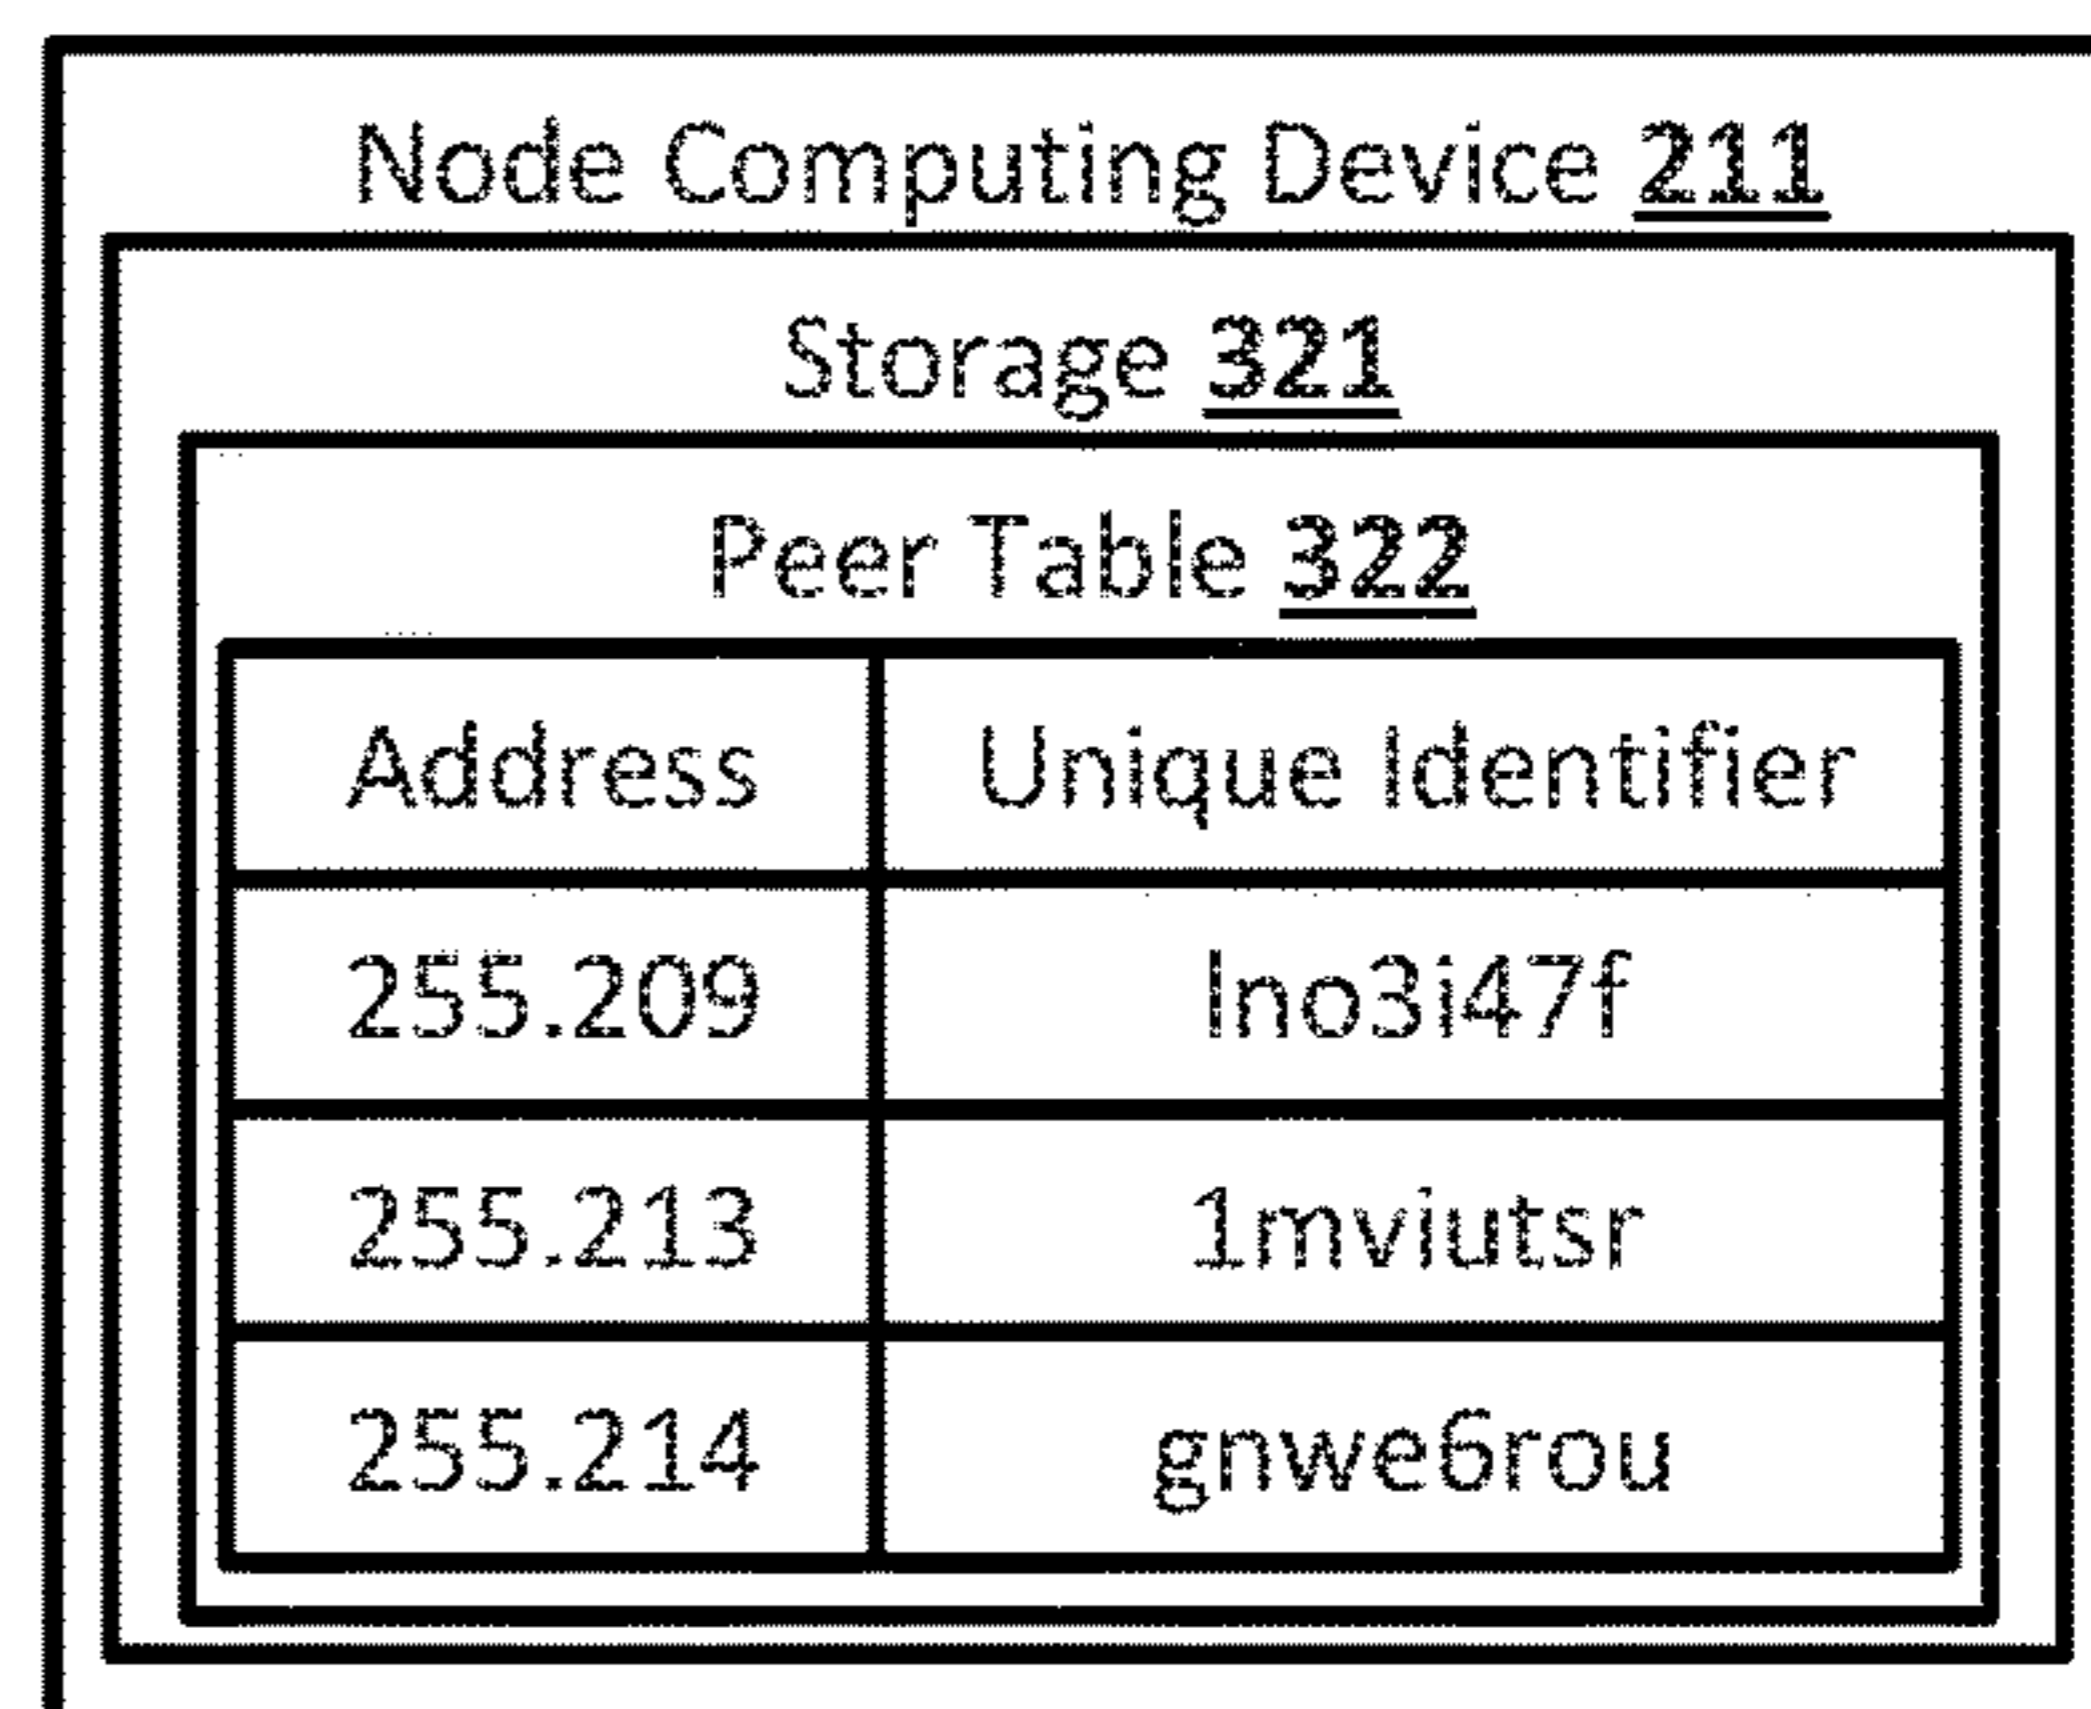 Node Computing Device 211
Storage 321
Peer Table 322
Address Unique Identifier
255.209 lno3i47f
255.213 1mviutsr
255.214 gnwe6rou